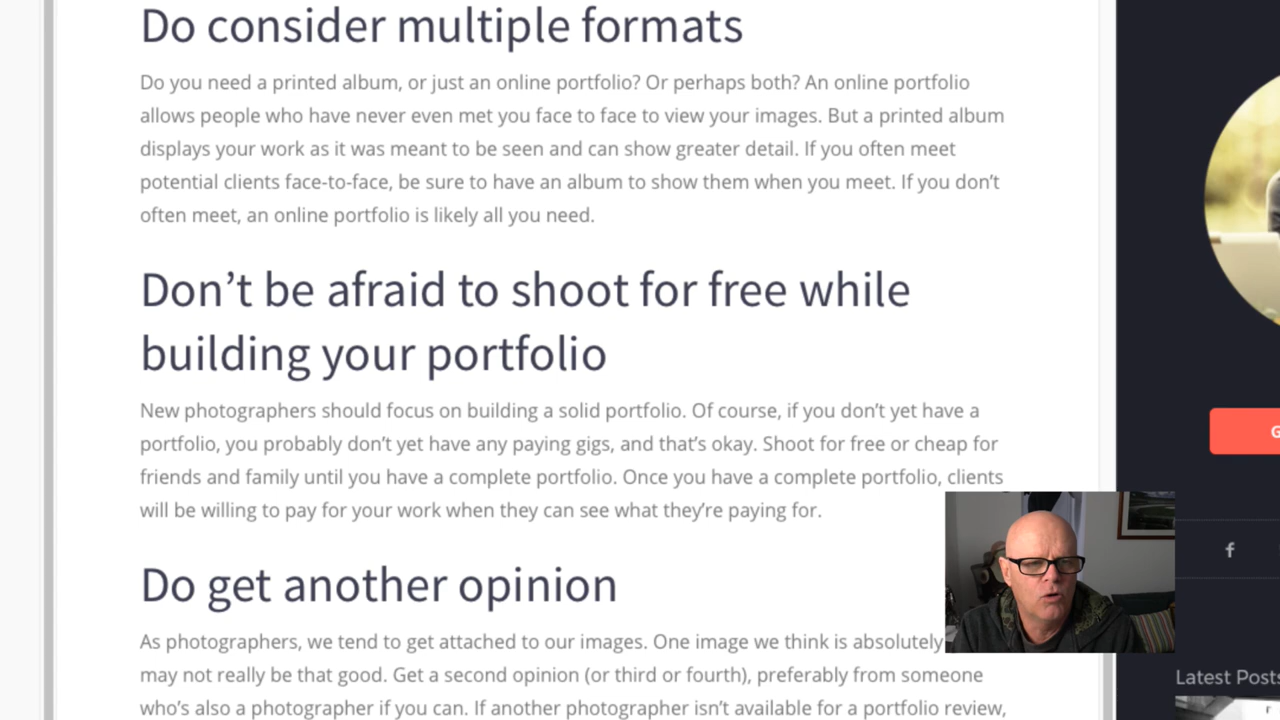 Do consider multiple formats
Do you need a printed album, or just an online portfolio? Or perhaps both? An online portfolio
allows people who have never even met you face to face to view your images. But a printed album
displays your work as it was meant to be seen and can show greater detail. If you often meet
potential clients face-to-face, be sure to have an album to show them when you meet. If you don’t
often meet, an online portfolio is likely all you need.
Don’t be afraid to shoot for free while
building your portfolio
New photographers should focus on building a solid portfolio. Of course, if you don’t yet have a
portfolio, you probably don’t yet have any paying gigs, and that’s okay. Shoot for free or cheap for
friends and family until you have a complete portfolio. Once you have a complete portfolio, clients
will be willing to pay for your work when they can see what they’re paying for.
Do get another opinion
As photographers, we tend to get attached to our images. One image we think is absolutely
may not really be that good. Get a second opinion (or third or fourth), preferably from someone
who’s also a photographer if you can. If another photographer isn’t available for a portfolio review,
G
f
Latest Posts